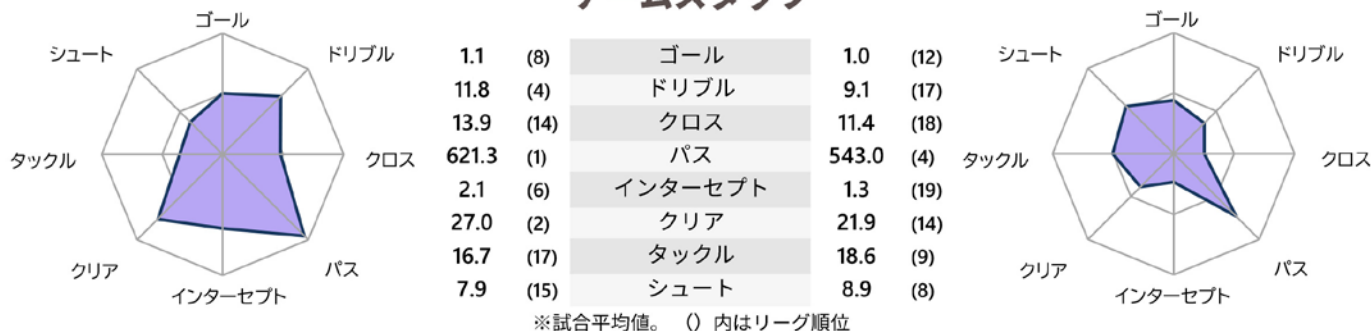 チームスタッツ
ゴール
シュート
ドリブル
タックル
クロス
クリア
パス
インターセプト
1.1 (8) ゴール 1.0 (12)
11.8 (4) ドリブル 9.1 (17)
13.9 (14) クロス 11.4 (18)
621.3 (1) パス 543.0 (4)
2.1 (6) インターセプト 1.3 (19)
27.0 (2) クリア 21.9 (14)
16.7 (17) タックル 18.6 (9)
7.9 (15) シュート 8.9 (8)
※試合平均値。 () 内はリーグ順位
ゴール
シュート
ドリブル
タックル
クロス
クリア
パス
インターセプト